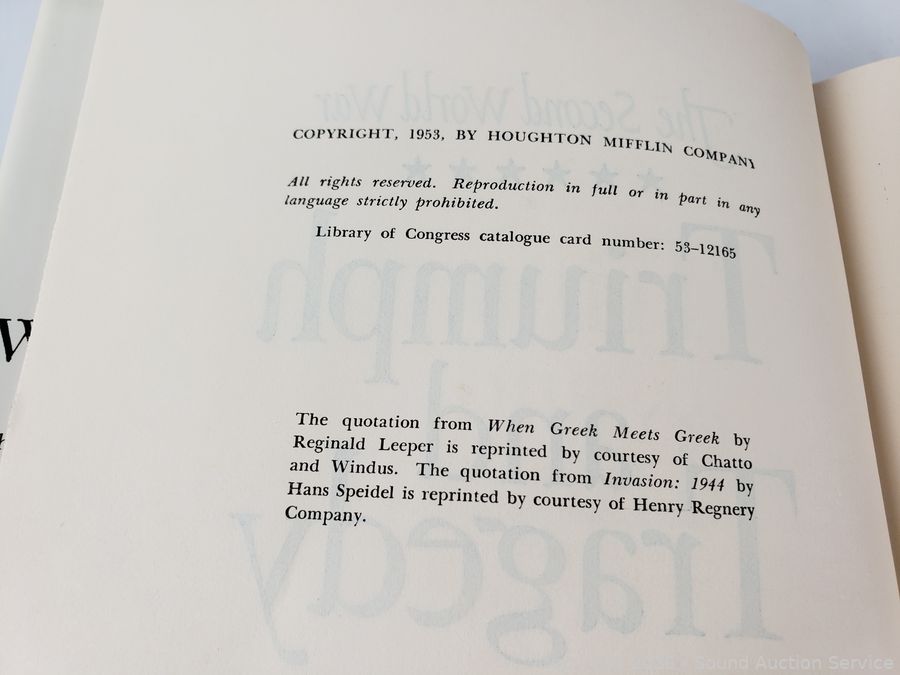 The Second World War
COPYRIGHT, 1953, BY HOUGHTON MIFFLIN COMPANY
All rights reserved. Reproduction in full or in part in any
language strictly prohibited.
Library of Congress catalogue card number: 53–12165
Triumph
and
Tragedy
The quotation from When Greek Meets Greek by
Reginald Leeper is reprinted by courtesy of Chatto
and Windus. The quotation from Invasion: 1944 by
Hans Speidel is reprinted by courtesy of Henry Regnery
Company.
W
Sound Auction Service